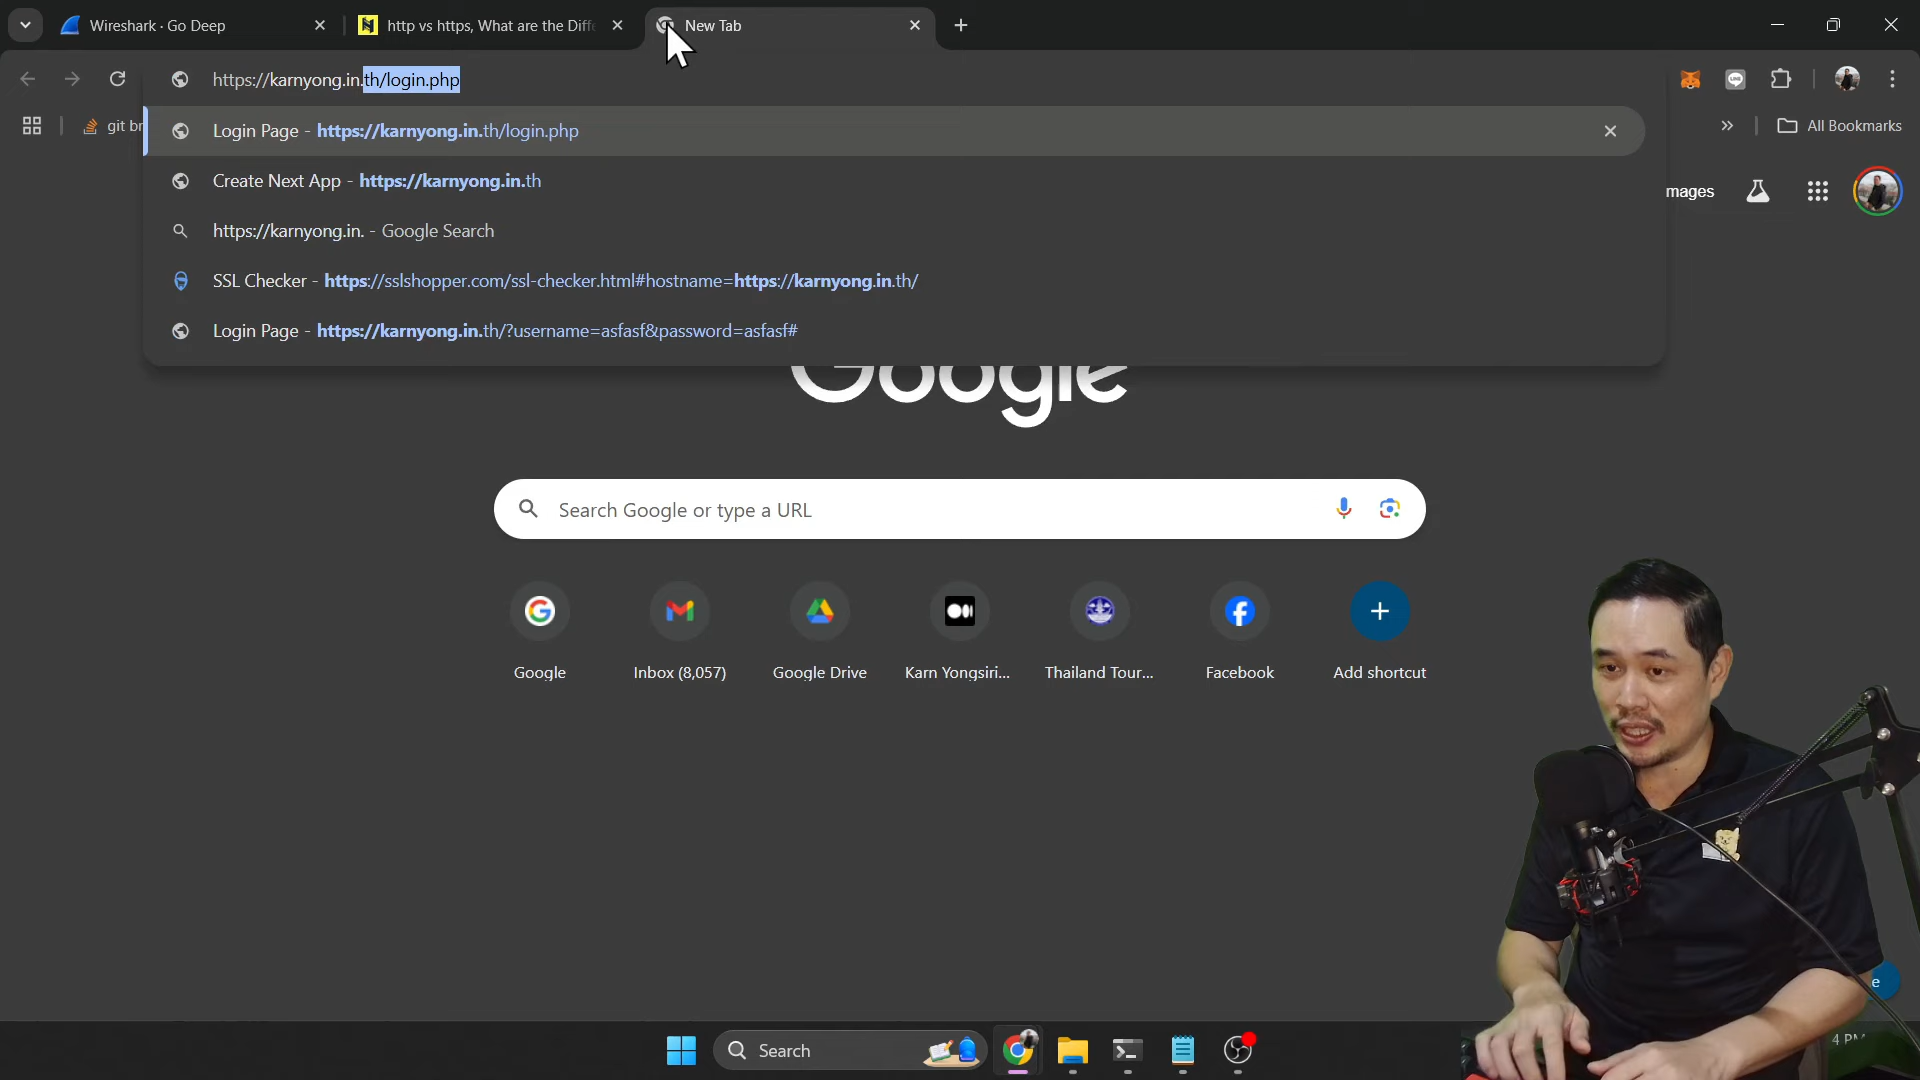 Wireshark · Go Deep
http vs https, What are the Diffe
New Tab
https://karnyong.in.th/login.php
git br
All Bookmarks
Login Page - https://karnyong.in.th/login.php
Create Next App - https://karnyong.in.th
mages
https://karnyong.in. - Google Search
SSL Checker - https://sslshopper.com/ssl-checker.html#hostname=https://karnyong.in.th/
Login Page - https://karnyong.in.th/?username=asfasf&password=asfasf#
Google
Search Google or type a URL
Google
Inbox (8,057)
Google Drive
Karn Yongsiri...
Thailand Tour...
Facebook
Add shortcut
e
Search
4 PM